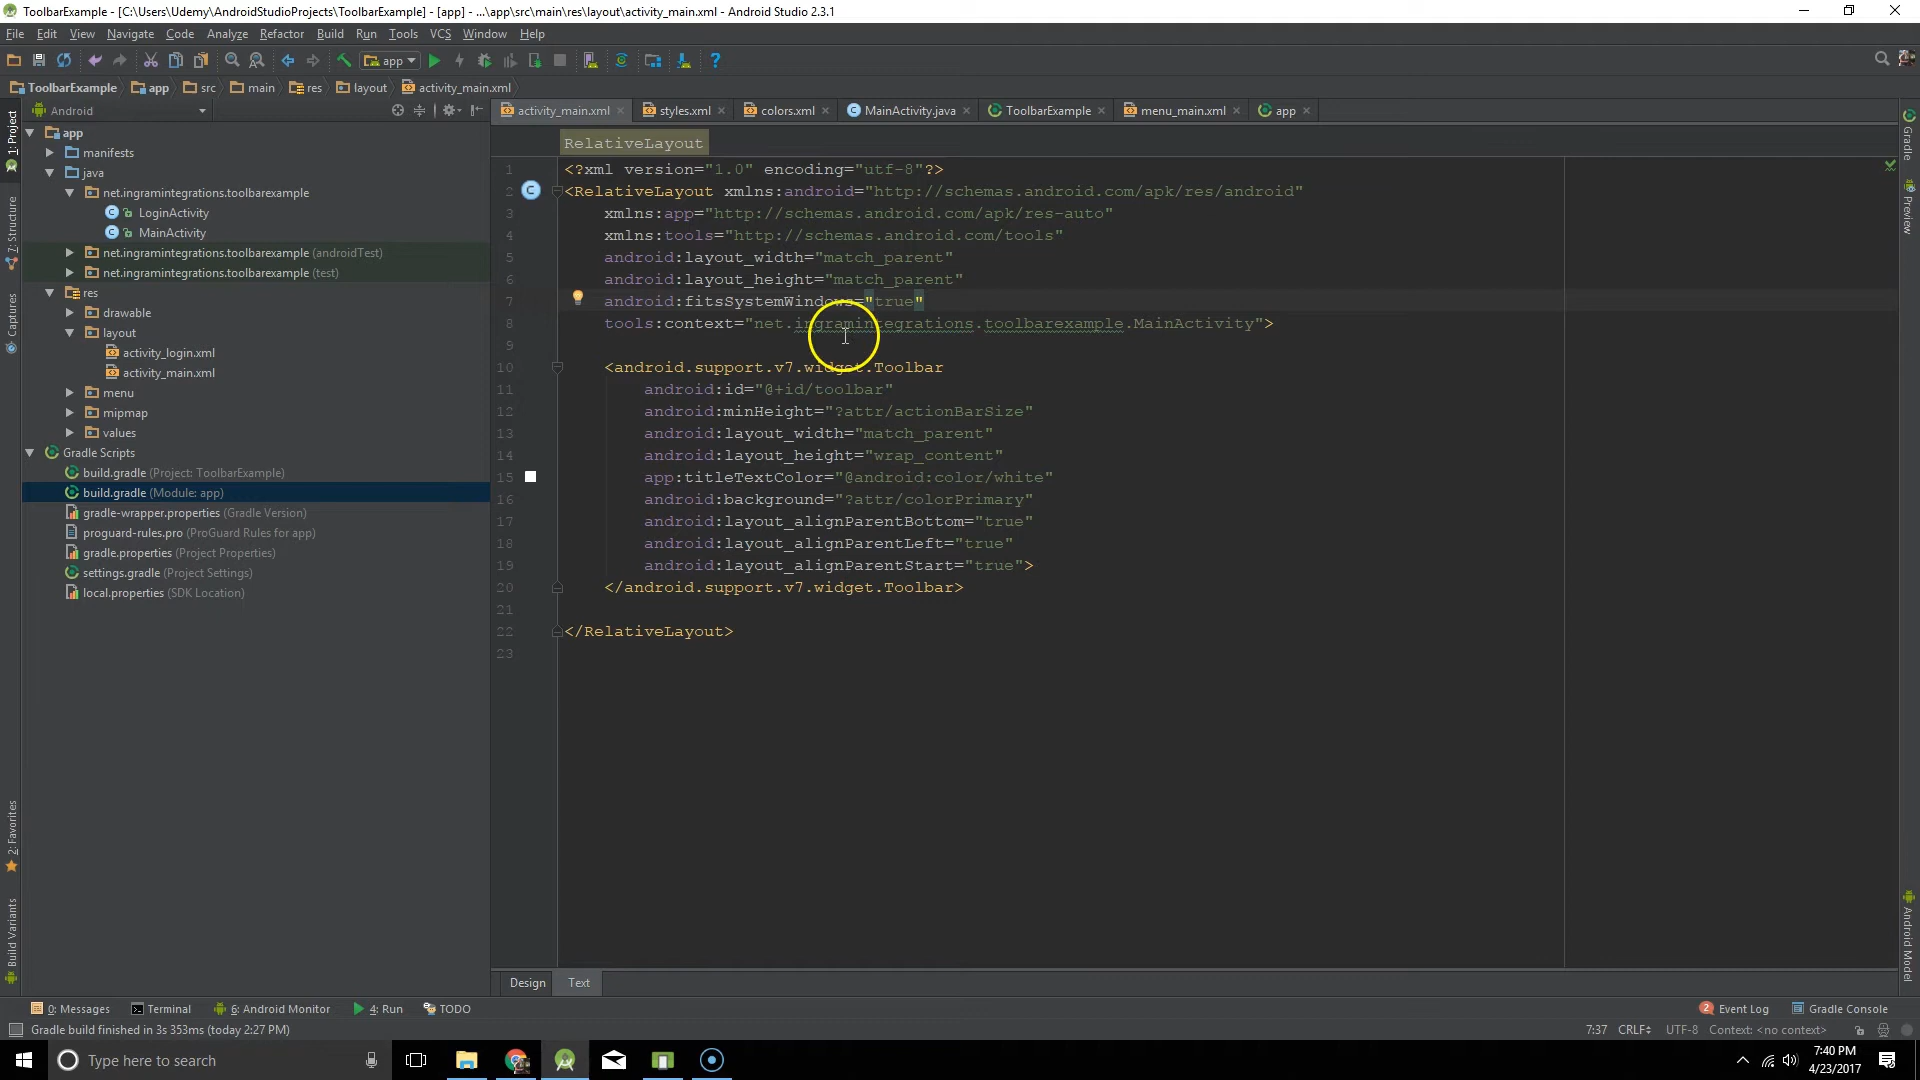 ToolbarExample - [C:\Users\Udemy\AndroidStudioProjects\ToolbarExample] - [app] - ...\app\src\main\res\layout\activity_main.xml - Android Studio 2.3.1
File Edit View Navigate Code Analyze Refactor Build Run Tools VCS Window Help
app
ToolbarExample app src main res layout activity_main.xml
Android
activity_main.xml styles.xml colors.xml MainActivity.java ToolbarExample menu_main.xml app
1: Project
7: Structure
Captures
2: Favorites
Build Variants
app
manifests
java
net.ingramintegrations.toolbarexample
LoginActivity
MainActivity
net.ingramintegrations.toolbarexample (androidTest)
net.ingramintegrations.toolbarexample (test)
res
drawable
layout
activity_login.xml
activity_main.xml
menu
mipmap
values
Gradle Scripts
build.gradle (Project: ToolbarExample)
build.gradle (Module: app)
gradle-wrapper.properties (Gradle Version)
proguard-rules.pro (ProGuard Rules for app)
gradle.properties (Project Properties)
settings.gradle (Project Settings)
local.properties (SDK Location)
RelativeLayout
1 <?xml version="1.0" encoding="utf-8"?>
2 <RelativeLayout xmlns:android="http://schemas.android.com/apk/res/android"
3 xmlns:app="http://schemas.android.com/apk/res-auto"
4 xmlns:tools="http://schemas.android.com/tools"
5 android:layout_width="match_parent"
6 android:layout_height="match_parent"
7 android:fitsSystemWindows="true"
8 tools:context="net.ingramintegrations.toolbarexample.MainActivity">
9
10 <android.support.v7.widget.Toolbar
11 android:id="@+id/toolbar"
12 android:minHeight="?attr/actionBarSize"
13 android:layout_width="match_parent"
14 android:layout_height="wrap_content"
15 app:titleTextColor="@android:color/white"
16 android:background="?attr/colorPrimary"
17 android:layout_alignParentBottom="true"
18 android:layout_alignParentLeft="true"
19 android:layout_alignParentStart="true">
20 </android.support.v7.widget.Toolbar>
21
22 </RelativeLayout>
23
Gradle
Preview
Android Model
Design Text
0: Messages Terminal 6: Android Monitor 4: Run TODO
2 Event Log Gradle Console
Gradle build finished in 3s 353ms (today 2:27 PM)
7:37 CRLF UTF-8 Context: <no context>
Type here to search
7:40 PM
4/23/2017